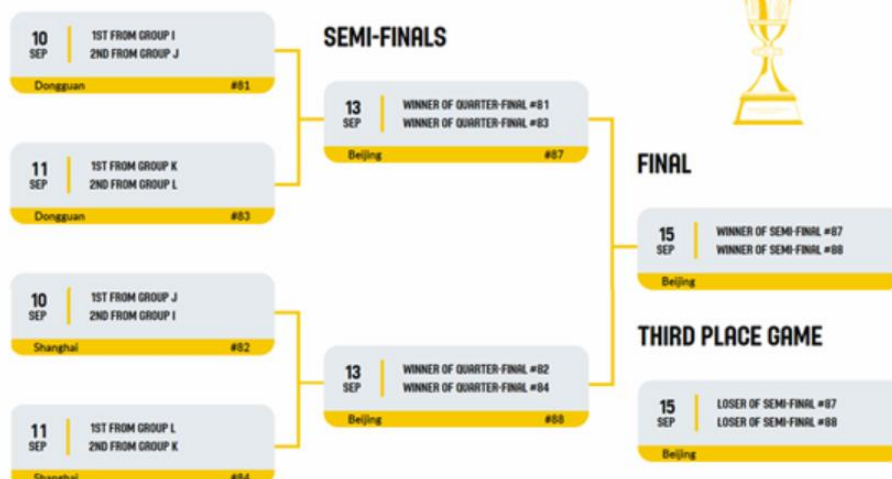 10
SEP
1ST FROM GROUP I
2ND FROM GROUP J
Dongguan #81
11
SEP
1ST FROM GROUP K
2ND FROM GROUP L
Dongguan #83
10
SEP
1ST FROM GROUP J
2ND FROM GROUP I
Shanghai #82
11
SEP
1ST FROM GROUP L
2ND FROM GROUP K
Shanghai #84
SEMI-FINALS
13
SEP
WINNER OF QUARTER-FINAL #81
WINNER OF QUARTER-FINAL #83
Beijing #87
13
SEP
WINNER OF QUARTER-FINAL #82
WINNER OF QUARTER-FINAL #84
Beijing #88
FINAL
15
SEP
WINNER OF SEMI-FINAL #87
WINNER OF SEMI-FINAL #88
Beijing
THIRD PLACE GAME
15
SEP
LOSER OF SEMI-FINAL #87
LOSER OF SEMI-FINAL #88
Beijing